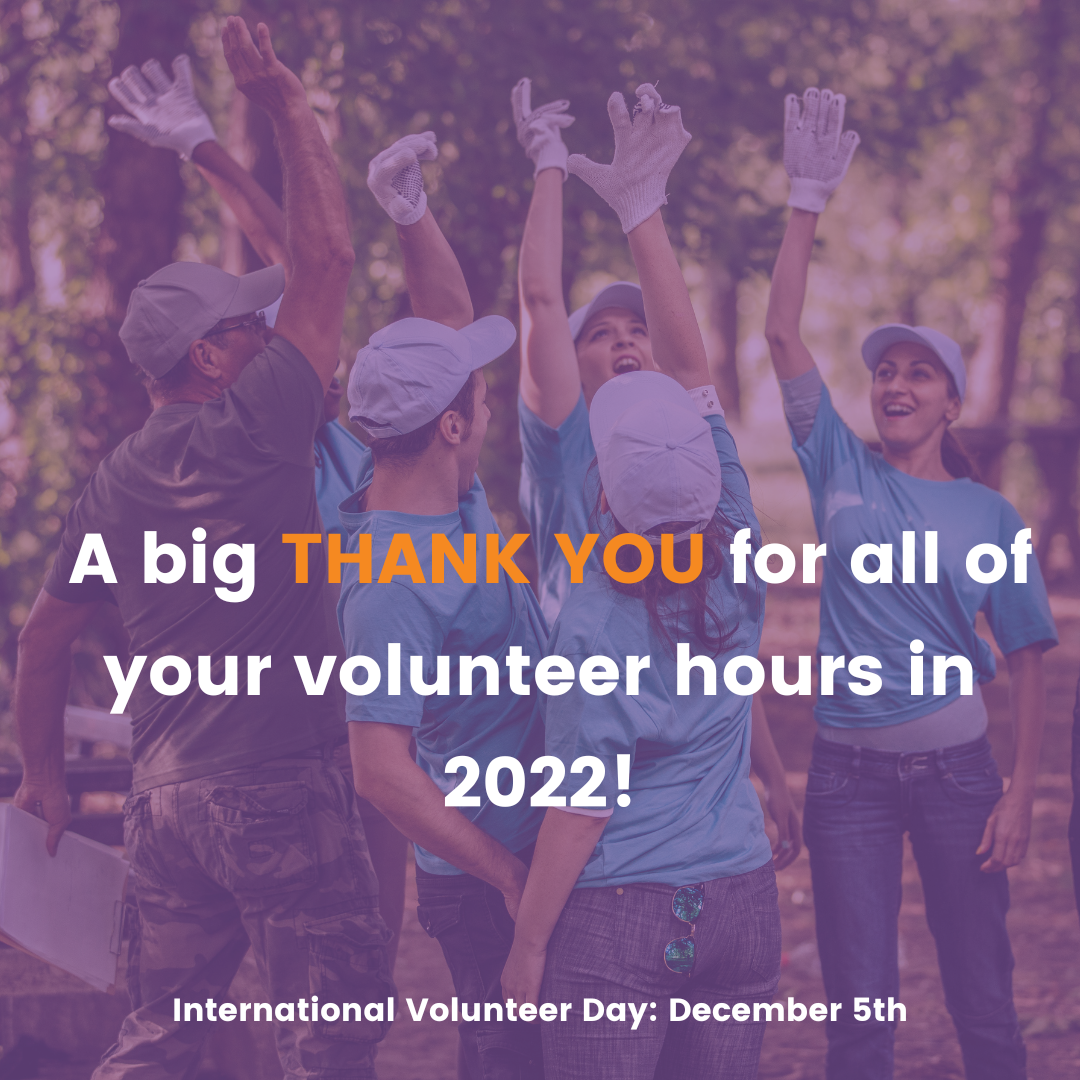 A big THANK YOU for all of
your volunteer hours in
2022!
International Volunteer Day: December 5th